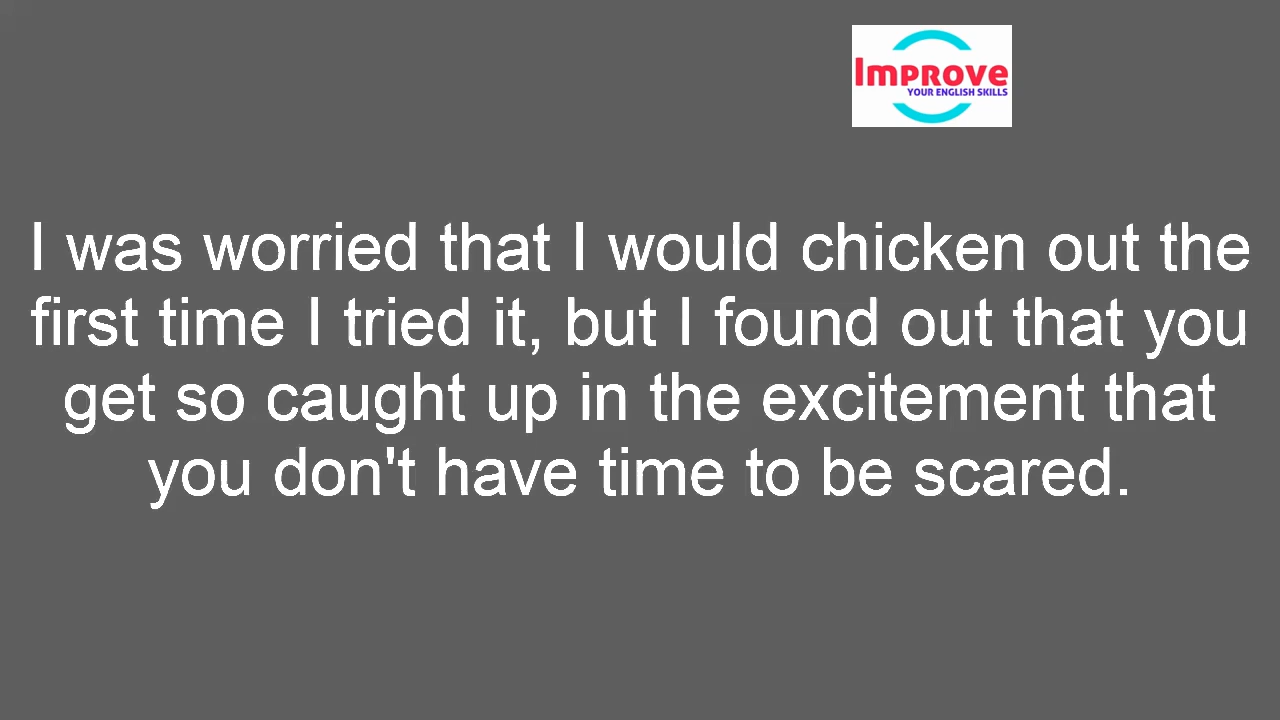 Improve
YOUR ENGLISH SKILLS
I was worried that I would chicken out the
first time I tried it, but I found out that you
get so caught up in the excitement that
you don't have time to be scared.